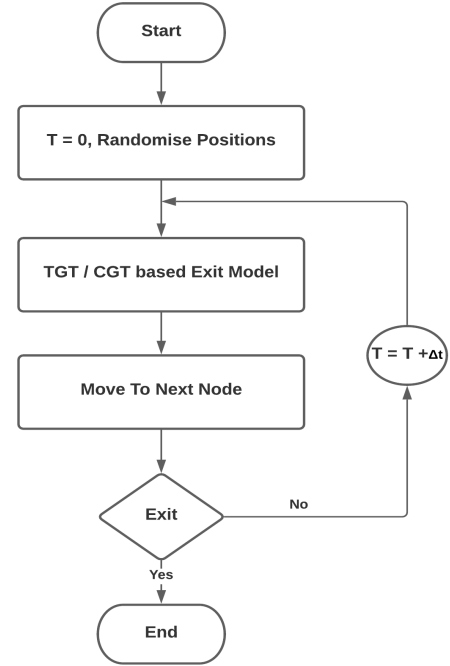 Start
T = 0, Randomise Positions
TGT / CGT based Exit Model
T = T +Δt
Move To Next Node
Exit
No
Yes
End